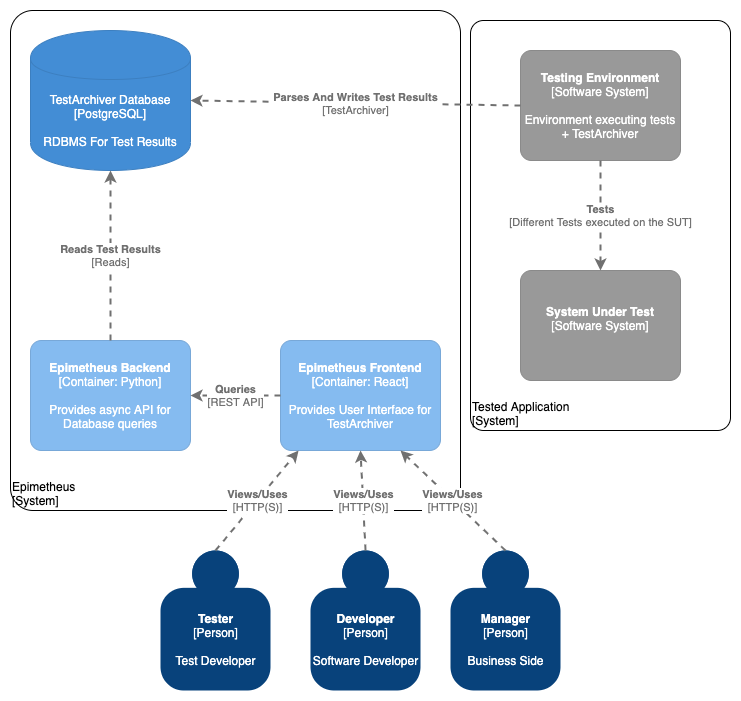 TestArchiver Database
[PostgreSQL]
RDBMS For Test Results
Parses And Writes Test Results
[TestArchiver]
Testing Environment
[Software System]
Environment executing tests
+ TestArchiver
Tests
[Different Tests executed on the SUT]
Reads Test Results
[Reads]
System Under Test
[Software System]
Epimetheus Backend
[Container: Python]
Provides async API for
Database queries
Queries
[REST API]
Epimetheus Frontend
[Container: React]
Provides User Interface for
TestArchiver
Tested Application
[System]
Epimetheus
[System]
Views/Uses
[HTTP(S)]
Views/Uses
[HTTP(S)]
Views/Uses
[HTTP(S)]
Tester
[Person]
Test Developer
Developer
[Person]
Software Developer
Manager
[Person]
Business Side